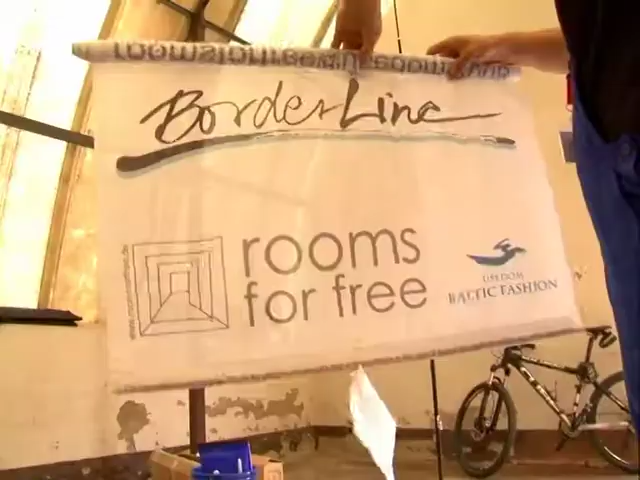 BorderLine
rooms
for free
USEDOM
BALTIC FASHION